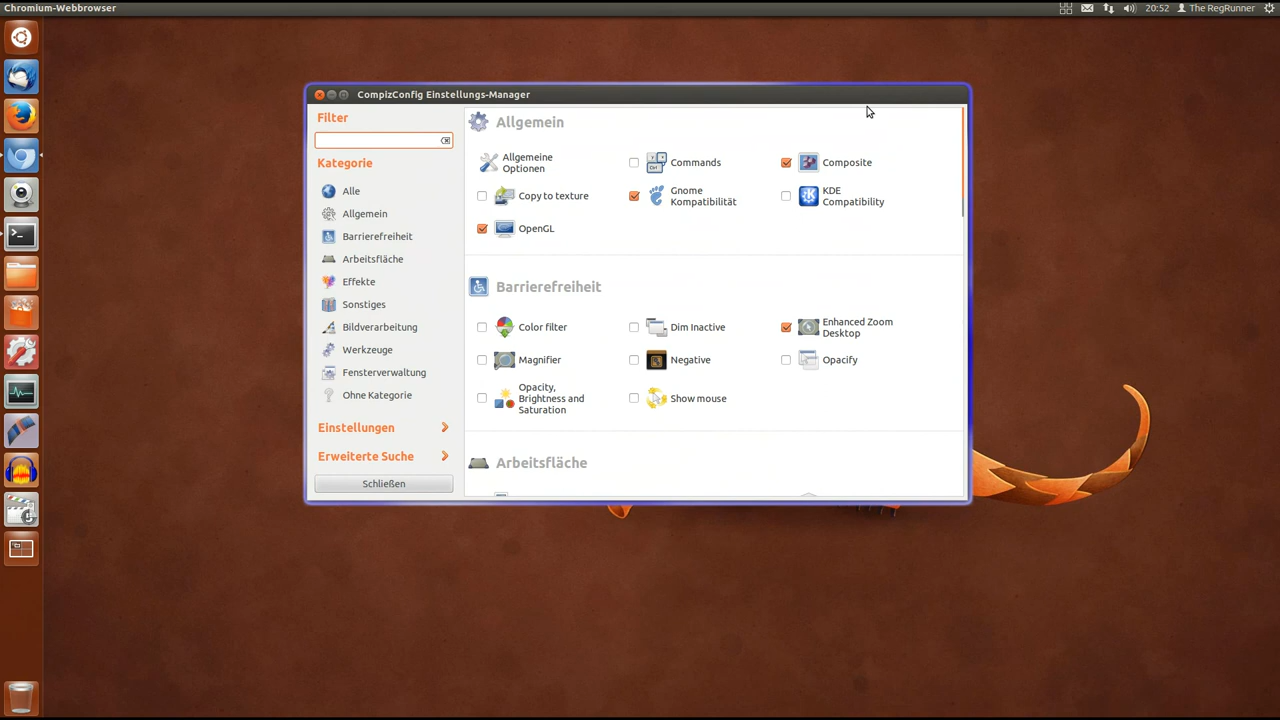 Chromium-Webbrowser
20:52 The RegRunner
CompizConfig Einstellungs-Manager
Filter
Kategorie
Alle
Allgemein
Barrierefreiheit
Arbeitsfläche
Effekte
Sonstiges
Bildverarbeitung
Werkzeuge
Fensterverwaltung
Ohne Kategorie
Einstellungen
Erweiterte Suche
Schließen
Allgemein
Allgemeine
Optionen
Commands
Composite
Copy to texture
Gnome
Kompatibilität
KDE
Compatibility
OpenGL
Barrierefreiheit
Color filter
Dim Inactive
Enhanced Zoom
Desktop
Magnifier
Negative
Opacify
Opacity,
Brightness and
Saturation
Show mouse
Arbeitsfläche